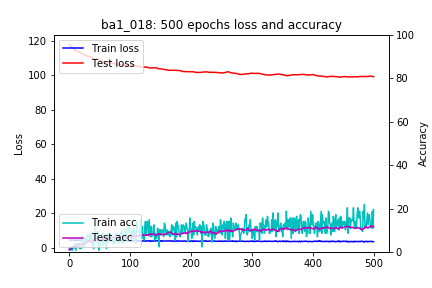 ba1_018: 500 epochs loss and accuracy
120
100
80
60
40
20
0
Loss
Train loss
Test loss
Train acc
Test acc
100
80
60
40
20
0
Accuracy
0
100
200
300
400
500